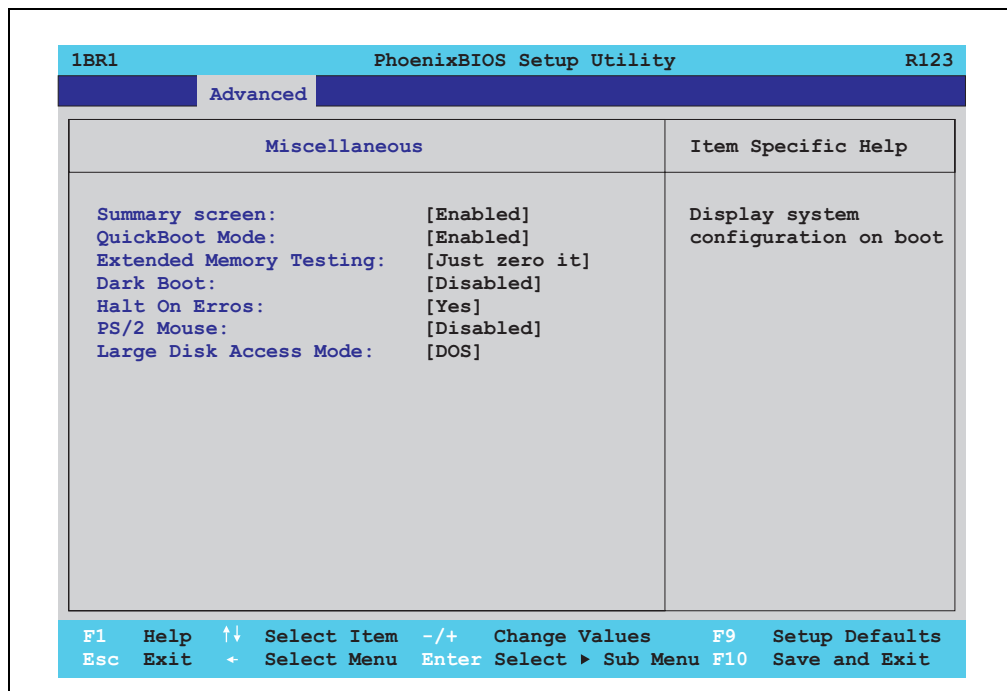 1BR1 PhoenixBIOS Setup Utility R123
Advanced
Miscellaneous
Item Specific Help
Summary screen: [Enabled]
QuickBoot Mode: [Enabled]
Extended Memory Testing: [Just zero it]
Dark Boot: [Disabled]
Halt On Erros: [Yes]
PS/2 Mouse: [Disabled]
Large Disk Access Mode: [DOS]
Display system
configuration on boot
F1 Help ↑↓ Select Item -/+ Change Values F9 Setup Defaults
Esc Exit ← Select Menu Enter Select ▶ Sub Menu F10 Save and Exit